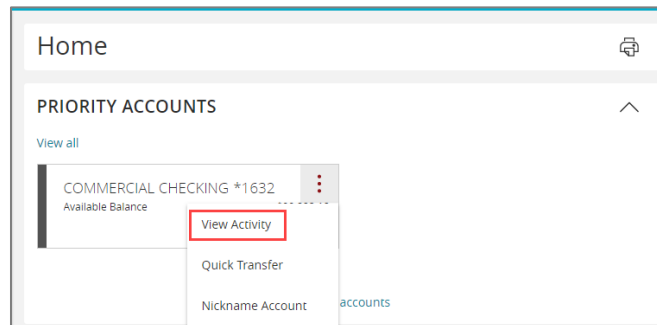 Home
PRIORITY ACCOUNTS
View all
COMMERCIAL CHECKING *1632
Available Balance
View Activity
Quick Transfer
Nickname Account
accounts